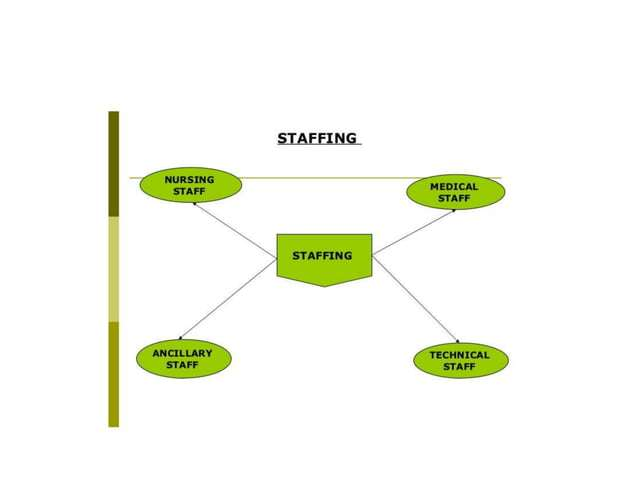 STAFFING
NURSING
STAFF
MEDICAL
STAFF
STAFFING
ANCILLARY
STAFF
TECHNICAL
STAFF